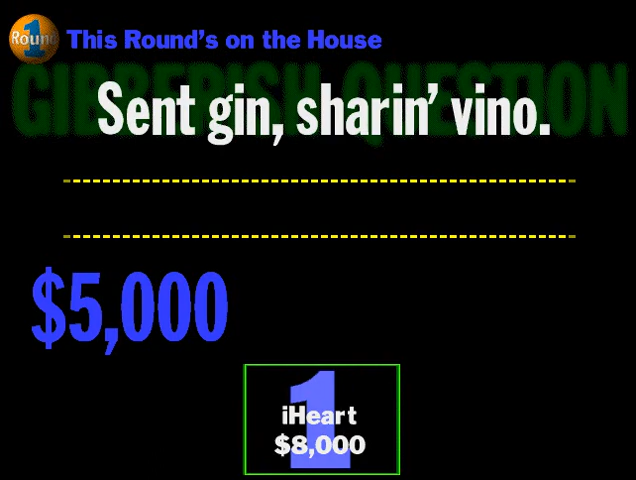 Round 1 This Round's on the House
GIBBERISH QUESTION
Sent gin, sharin' vino.
$5,000
1
iHeart
$8,000